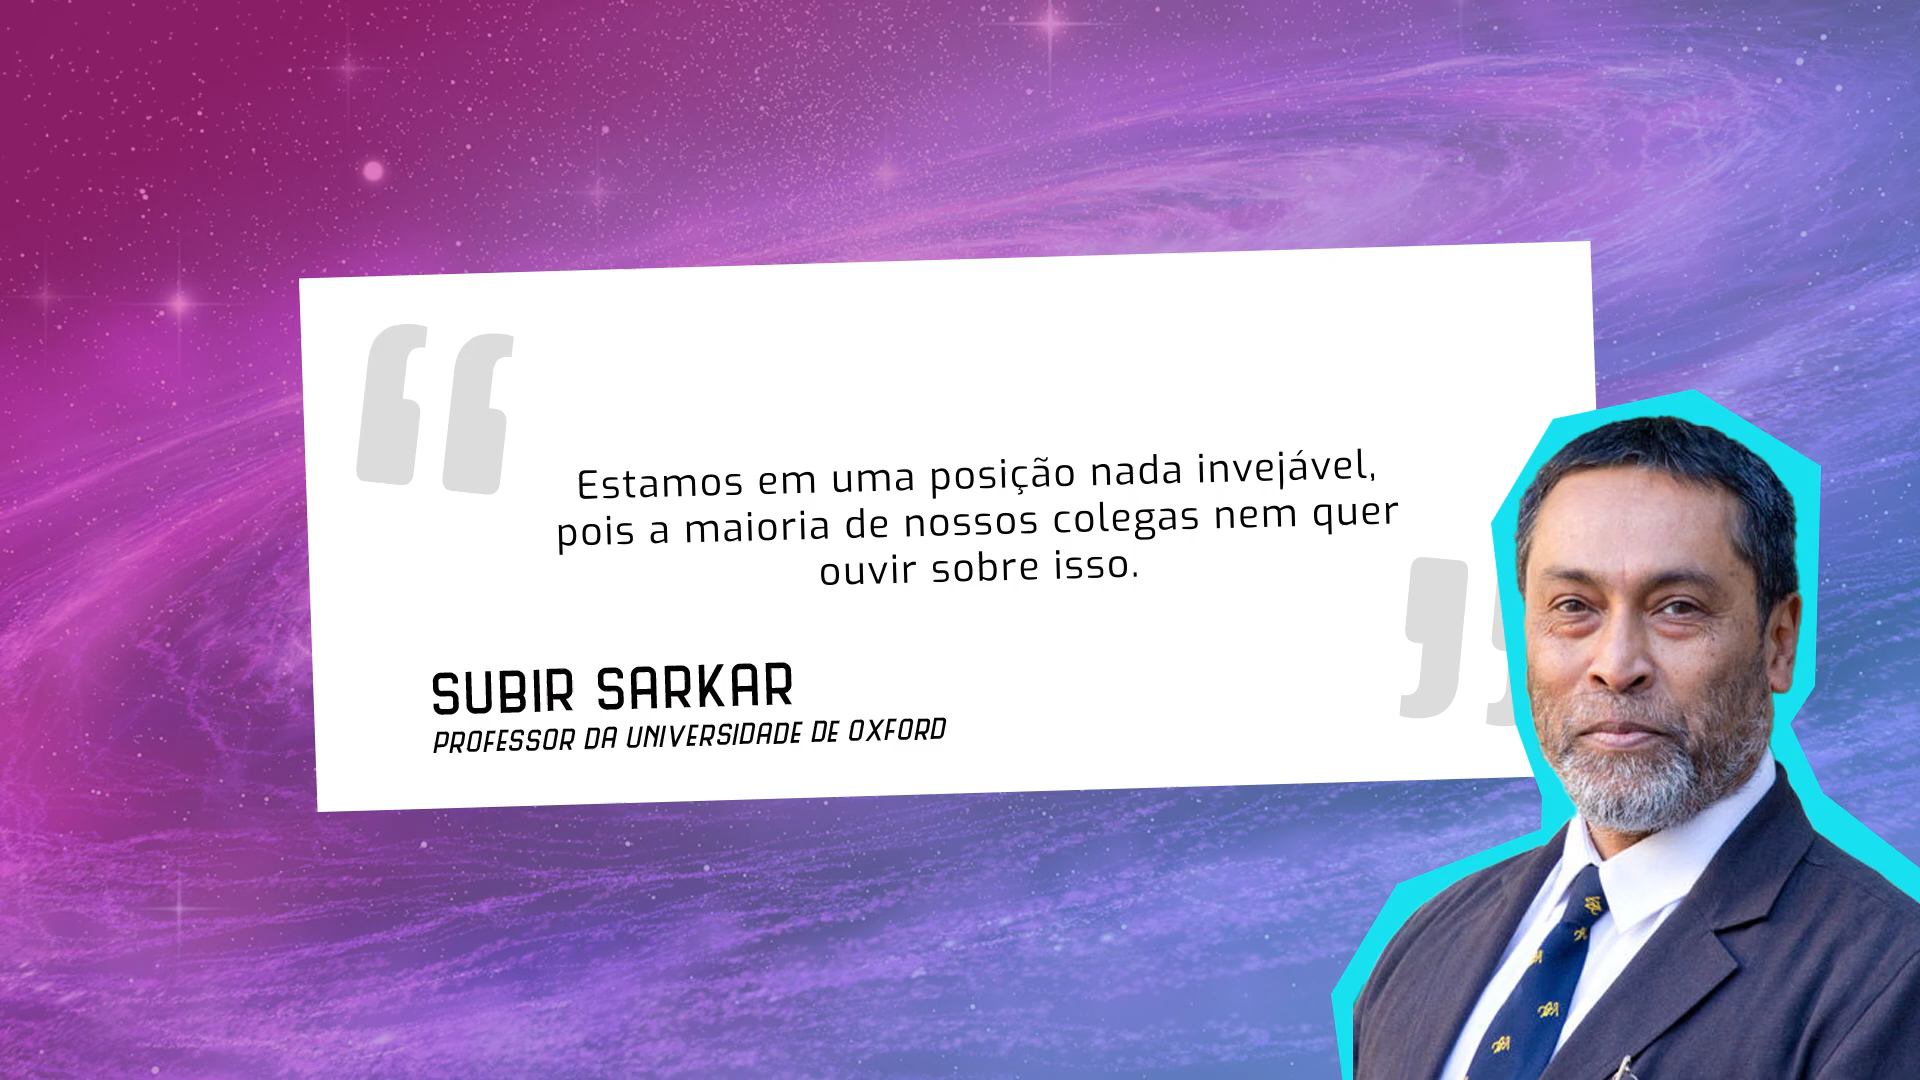 Estamos em uma posição nada invejável,
pois a maioria de nossos colegas nem quer
ouvir sobre isso.
SUBIR SARKAR
PROFESSOR DA UNIVERSIDADE DE OXFORD